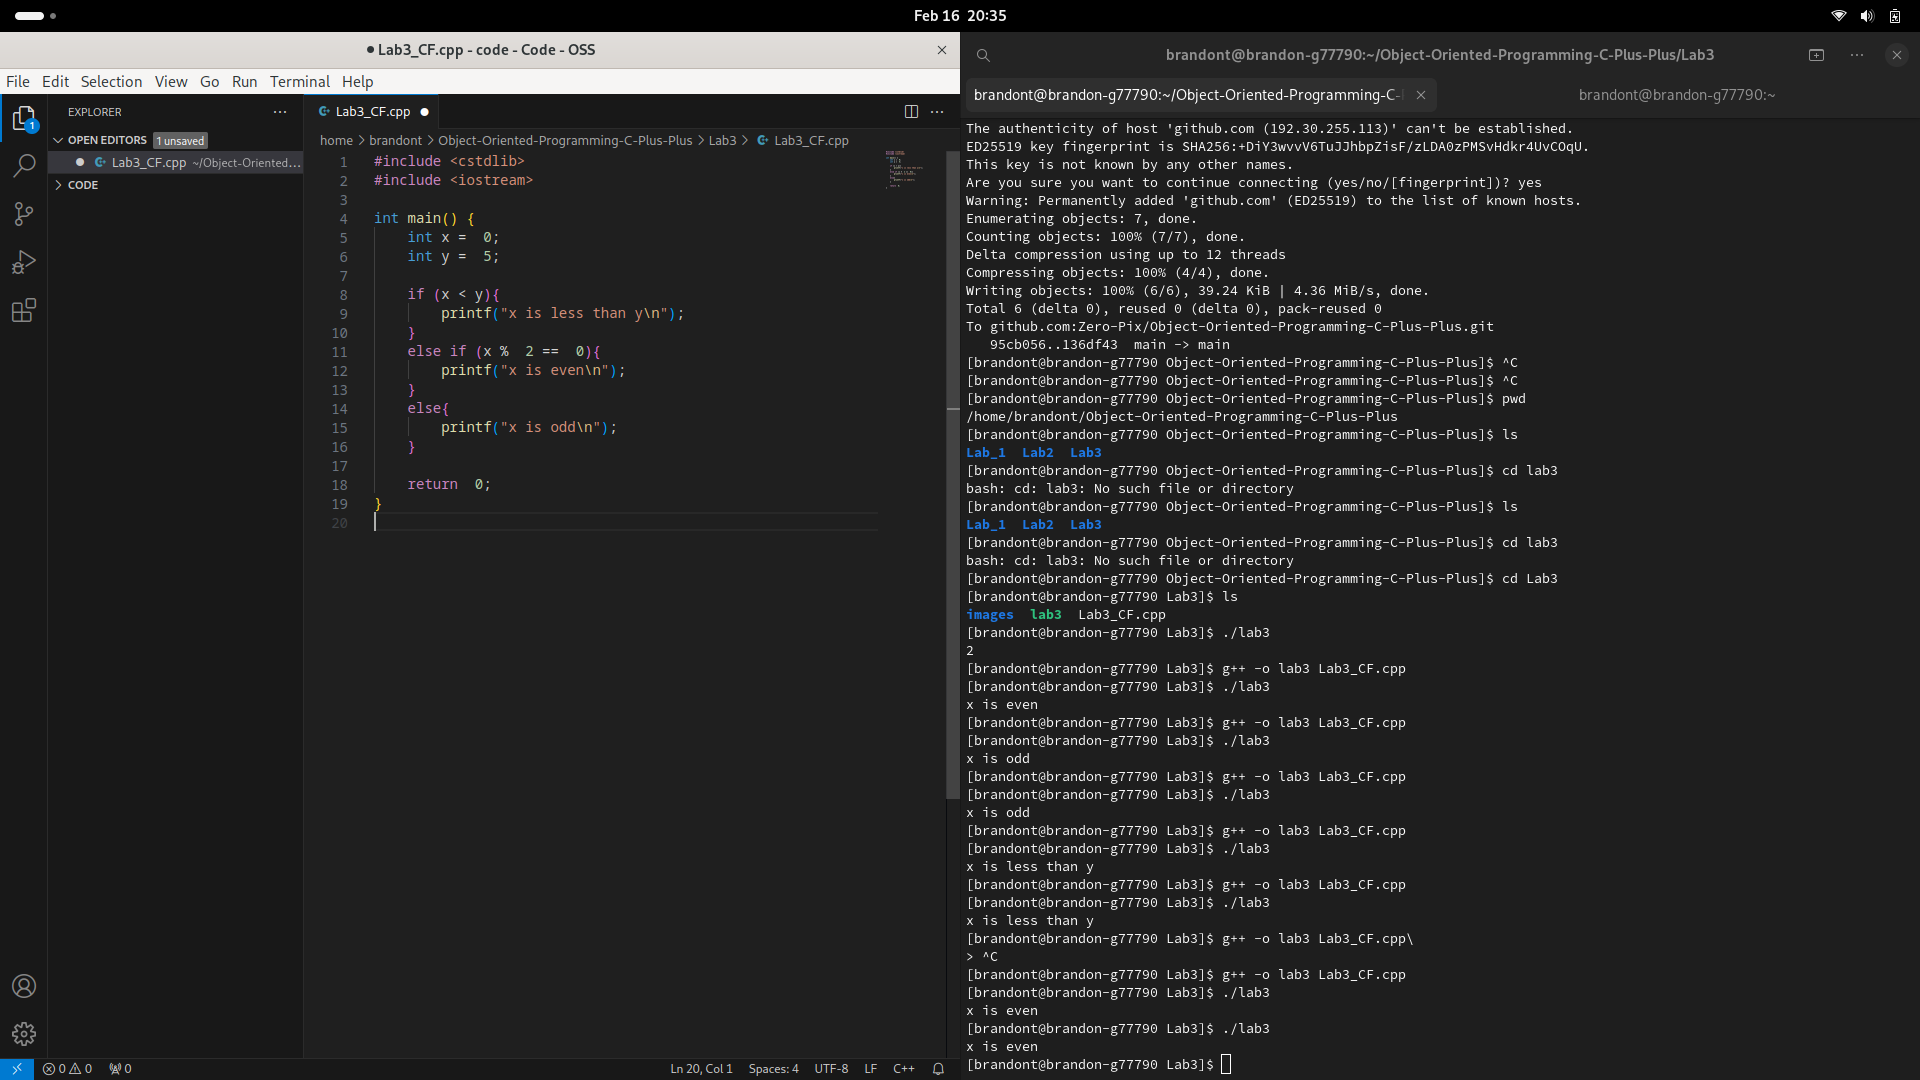 Feb 16 20:35
● Lab3_CF.cpp - code - Code - OSS
File Edit Selection View Go Run Terminal Help
EXPLORER
OPEN EDITORS 1 unsaved
Lab3_CF.cpp ~/Object-Oriented...
CODE
1
Lab3_CF.cpp
home > brandont > Object-Oriented-Programming-C-Plus-Plus > Lab3 > Lab3_CF.cpp
1 #include <cstdlib>
2 #include <iostream>
3
4 int main() {
5     int x =  0;
6     int y =  5;
7
8     if (x < y){
9         printf("x is less than y\n");
10     }
11     else if (x %  2 ==  0){
12         printf("x is even\n");
13     }
14     else{
15         printf("x is odd\n");
16     }
17
18     return  0;
19 }
20
0 0 0
Ln 20, Col 1 Spaces: 4 UTF-8 LF C++
brandont@brandon-g77790:~/Object-Oriented-Programming-C-Plus-Plus/Lab3
brandont@brandon-g77790:~/Object-Oriented-Programming-C-
brandont@brandon-g77790:~
The authenticity of host 'github.com (192.30.255.113)' can't be established.
ED25519 key fingerprint is SHA256:+DiY3wvvV6TuJJhbpZisF/zLDA0zPMSvHdkr4UvCOqU.
This key is not known by any other names.
Are you sure you want to continue connecting (yes/no/[fingerprint])? yes
Warning: Permanently added 'github.com' (ED25519) to the list of known hosts.
Enumerating objects: 7, done.
Counting objects: 100% (7/7), done.
Delta compression using up to 12 threads
Compressing objects: 100% (4/4), done.
Writing objects: 100% (6/6), 39.24 KiB | 4.36 MiB/s, done.
Total 6 (delta 0), reused 0 (delta 0), pack-reused 0
To github.com:Zero-Pix/Object-Oriented-Programming-C-Plus-Plus.git
   95cb056..136df43  main -> main
[brandont@brandon-g77790 Object-Oriented-Programming-C-Plus-Plus]$ ^C
[brandont@brandon-g77790 Object-Oriented-Programming-C-Plus-Plus]$ ^C
[brandont@brandon-g77790 Object-Oriented-Programming-C-Plus-Plus]$ pwd
/home/brandont/Object-Oriented-Programming-C-Plus-Plus
[brandont@brandon-g77790 Object-Oriented-Programming-C-Plus-Plus]$ ls
Lab_1  Lab2  Lab3
[brandont@brandon-g77790 Object-Oriented-Programming-C-Plus-Plus]$ cd lab3
bash: cd: lab3: No such file or directory
[brandont@brandon-g77790 Object-Oriented-Programming-C-Plus-Plus]$ ls
Lab_1  Lab2  Lab3
[brandont@brandon-g77790 Object-Oriented-Programming-C-Plus-Plus]$ cd lab3
bash: cd: lab3: No such file or directory
[brandont@brandon-g77790 Object-Oriented-Programming-C-Plus-Plus]$ cd Lab3
[brandont@brandon-g77790 Lab3]$ ls
images  lab3  Lab3_CF.cpp
[brandont@brandon-g77790 Lab3]$ ./lab3
2
[brandont@brandon-g77790 Lab3]$ g++ -o lab3 Lab3_CF.cpp
[brandont@brandon-g77790 Lab3]$ ./lab3
x is even
[brandont@brandon-g77790 Lab3]$ g++ -o lab3 Lab3_CF.cpp
[brandont@brandon-g77790 Lab3]$ ./lab3
x is odd
[brandont@brandon-g77790 Lab3]$ g++ -o lab3 Lab3_CF.cpp
[brandont@brandon-g77790 Lab3]$ ./lab3
x is odd
[brandont@brandon-g77790 Lab3]$ g++ -o lab3 Lab3_CF.cpp
[brandont@brandon-g77790 Lab3]$ ./lab3
x is less than y
[brandont@brandon-g77790 Lab3]$ g++ -o lab3 Lab3_CF.cpp
[brandont@brandon-g77790 Lab3]$ ./lab3
x is less than y
[brandont@brandon-g77790 Lab3]$ g++ -o lab3 Lab3_CF.cpp\
> ^C
[brandont@brandon-g77790 Lab3]$ g++ -o lab3 Lab3_CF.cpp
[brandont@brandon-g77790 Lab3]$ ./lab3
x is even
[brandont@brandon-g77790 Lab3]$ ./lab3
x is even
[brandont@brandon-g77790 Lab3]$